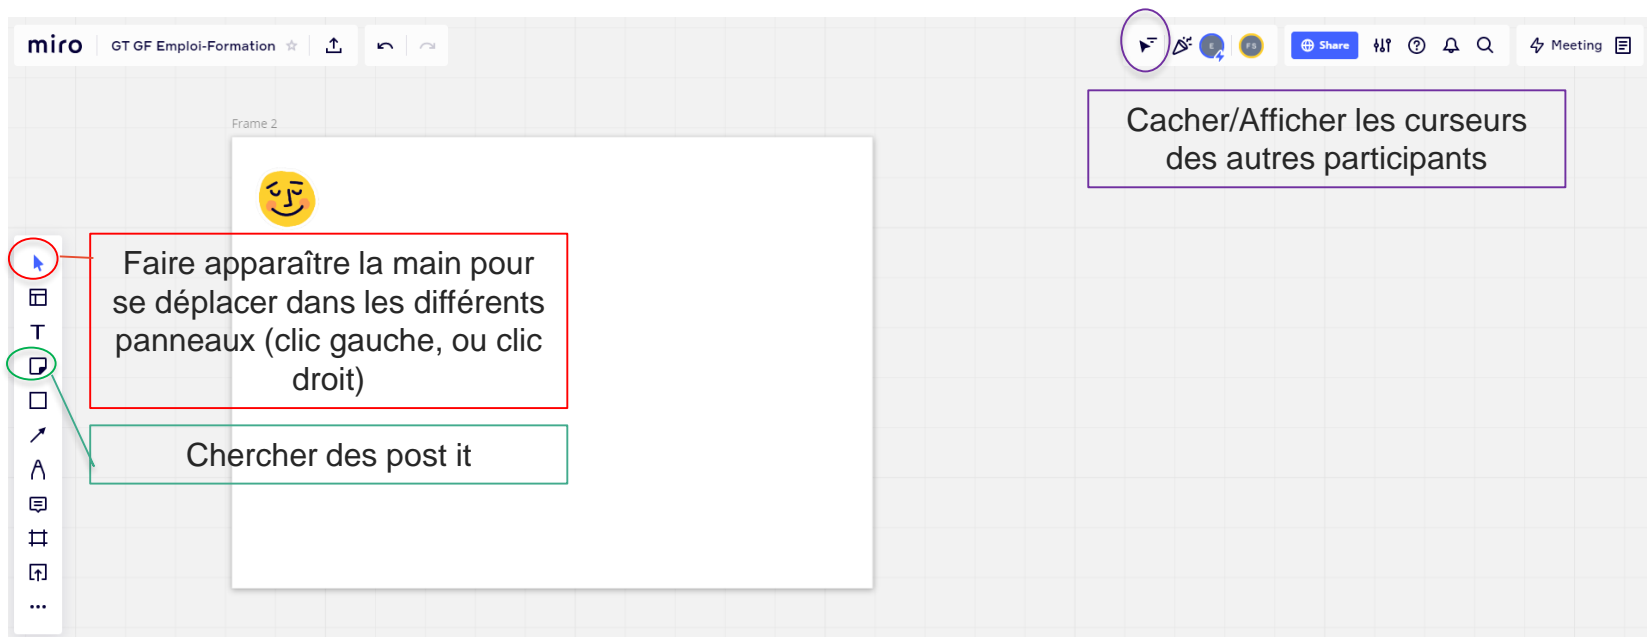 miro
GT GF Emploi-Formation
E
FS
Share
Meeting
Cacher/Afficher les curseurs
des autres participants
Frame 2
Faire apparaître la main pour
se déplacer dans les différents
panneaux (clic gauche, ou clic
droit)
Chercher des post it